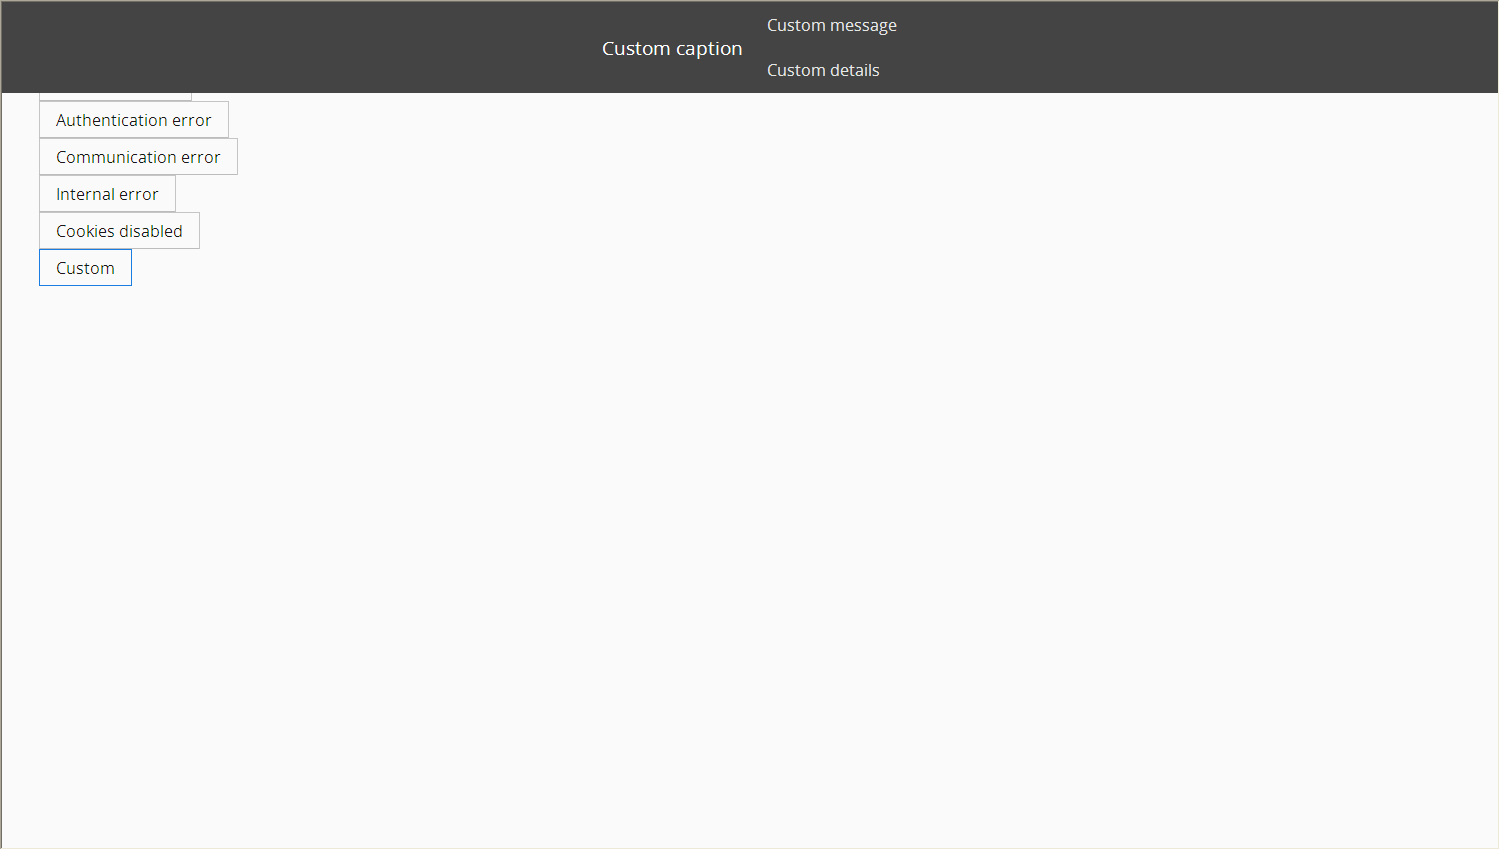 Custom caption
Custom message
Custom details
Authentication error
Communication error
Internal error
Cookies disabled
Custom